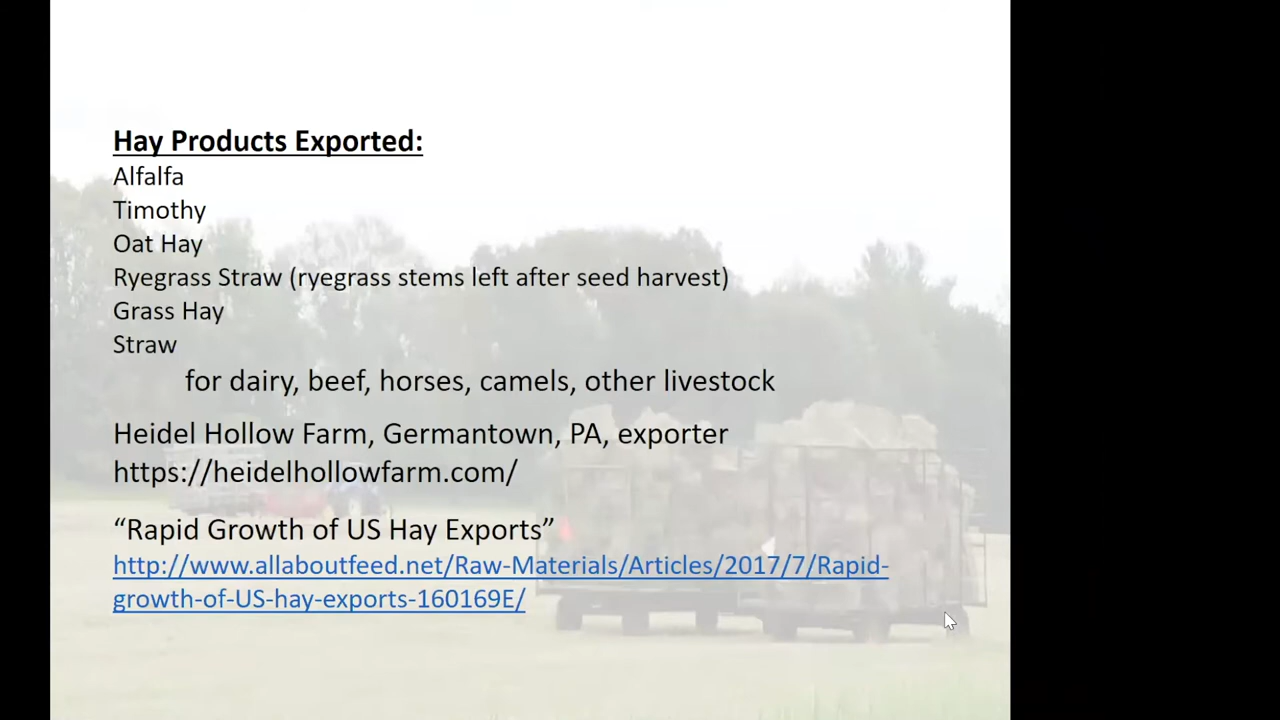 Hay Products Exported:
Alfalfa
Timothy
Oat Hay
Ryegrass Straw (ryegrass stems left after seed harvest)
Grass Hay
Straw
for dairy, beef, horses, camels, other livestock
Heidel Hollow Farm, Germantown, PA, exporter
https://heidelhollowfarm.com/
“Rapid Growth of US Hay Exports”
http://www.allaboutfeed.net/Raw-Materials/Articles/2017/7/Rapid-
growth-of-US-hay-exports-160169E/